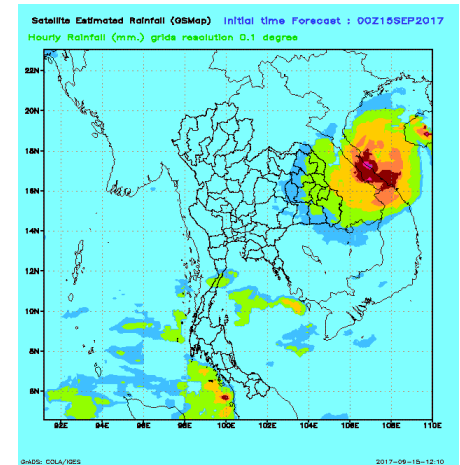 Satellite Estimated Rainfall (GSMap) Initial time Forecast : 00Z15SEP2017
Hourly Rainfall (mm.) grids resolution 0.1 degree
22N
20N
18N
16N
14N
12N
10N
8N
6N
92E 94E 96E 98E 100E 102E 104E 106E 108E 110E
GrADS: COLA/IGES 2017-09-15-12:10